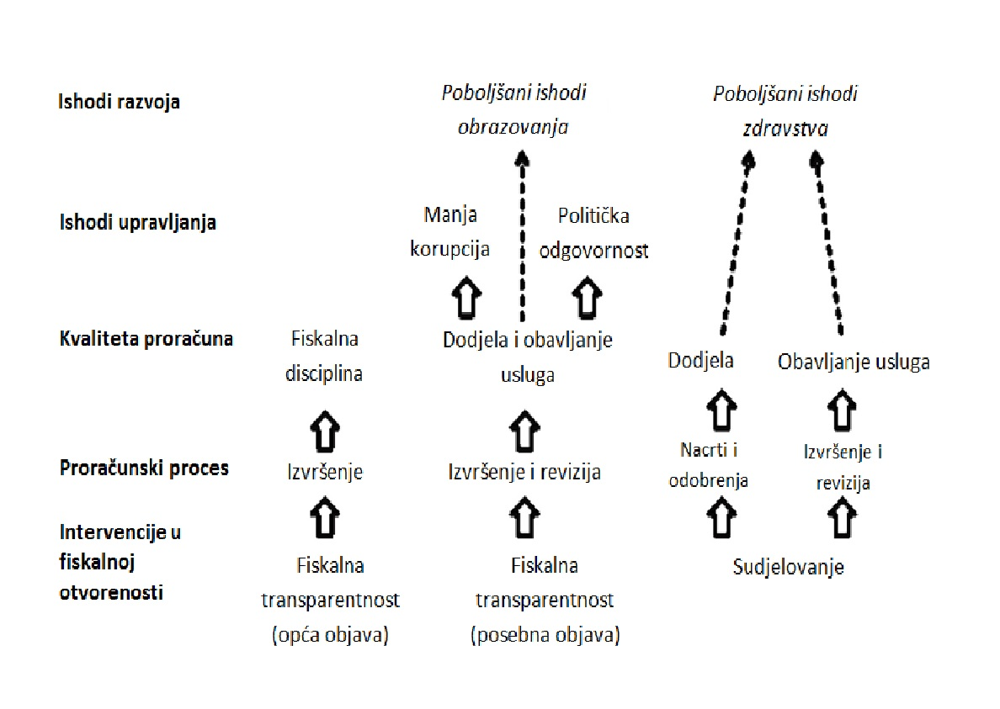 Ishodi razvoja
Poboljšani ishodi
obrazovanja
Poboljšani ishodi
zdravstva
Ishodi upravljanja
Manja
korupcija
Politička
odgovornost
Kvaliteta proračuna
Fiskalna
disciplina
Dodjela i obavljanje
usluga
Dodjela
Obavljanje usluga
Proračunski proces
Izvršenje
Izvršenje i revizija
Nacrti i
odobrenja
Izvršenje i
revizija
Intervencije u
fiskalnoj
otvorenosti
Fiskalna
transparentnost
(opća objava)
Fiskalna
transparentnost
(posebna objava)
Sudjelovanje